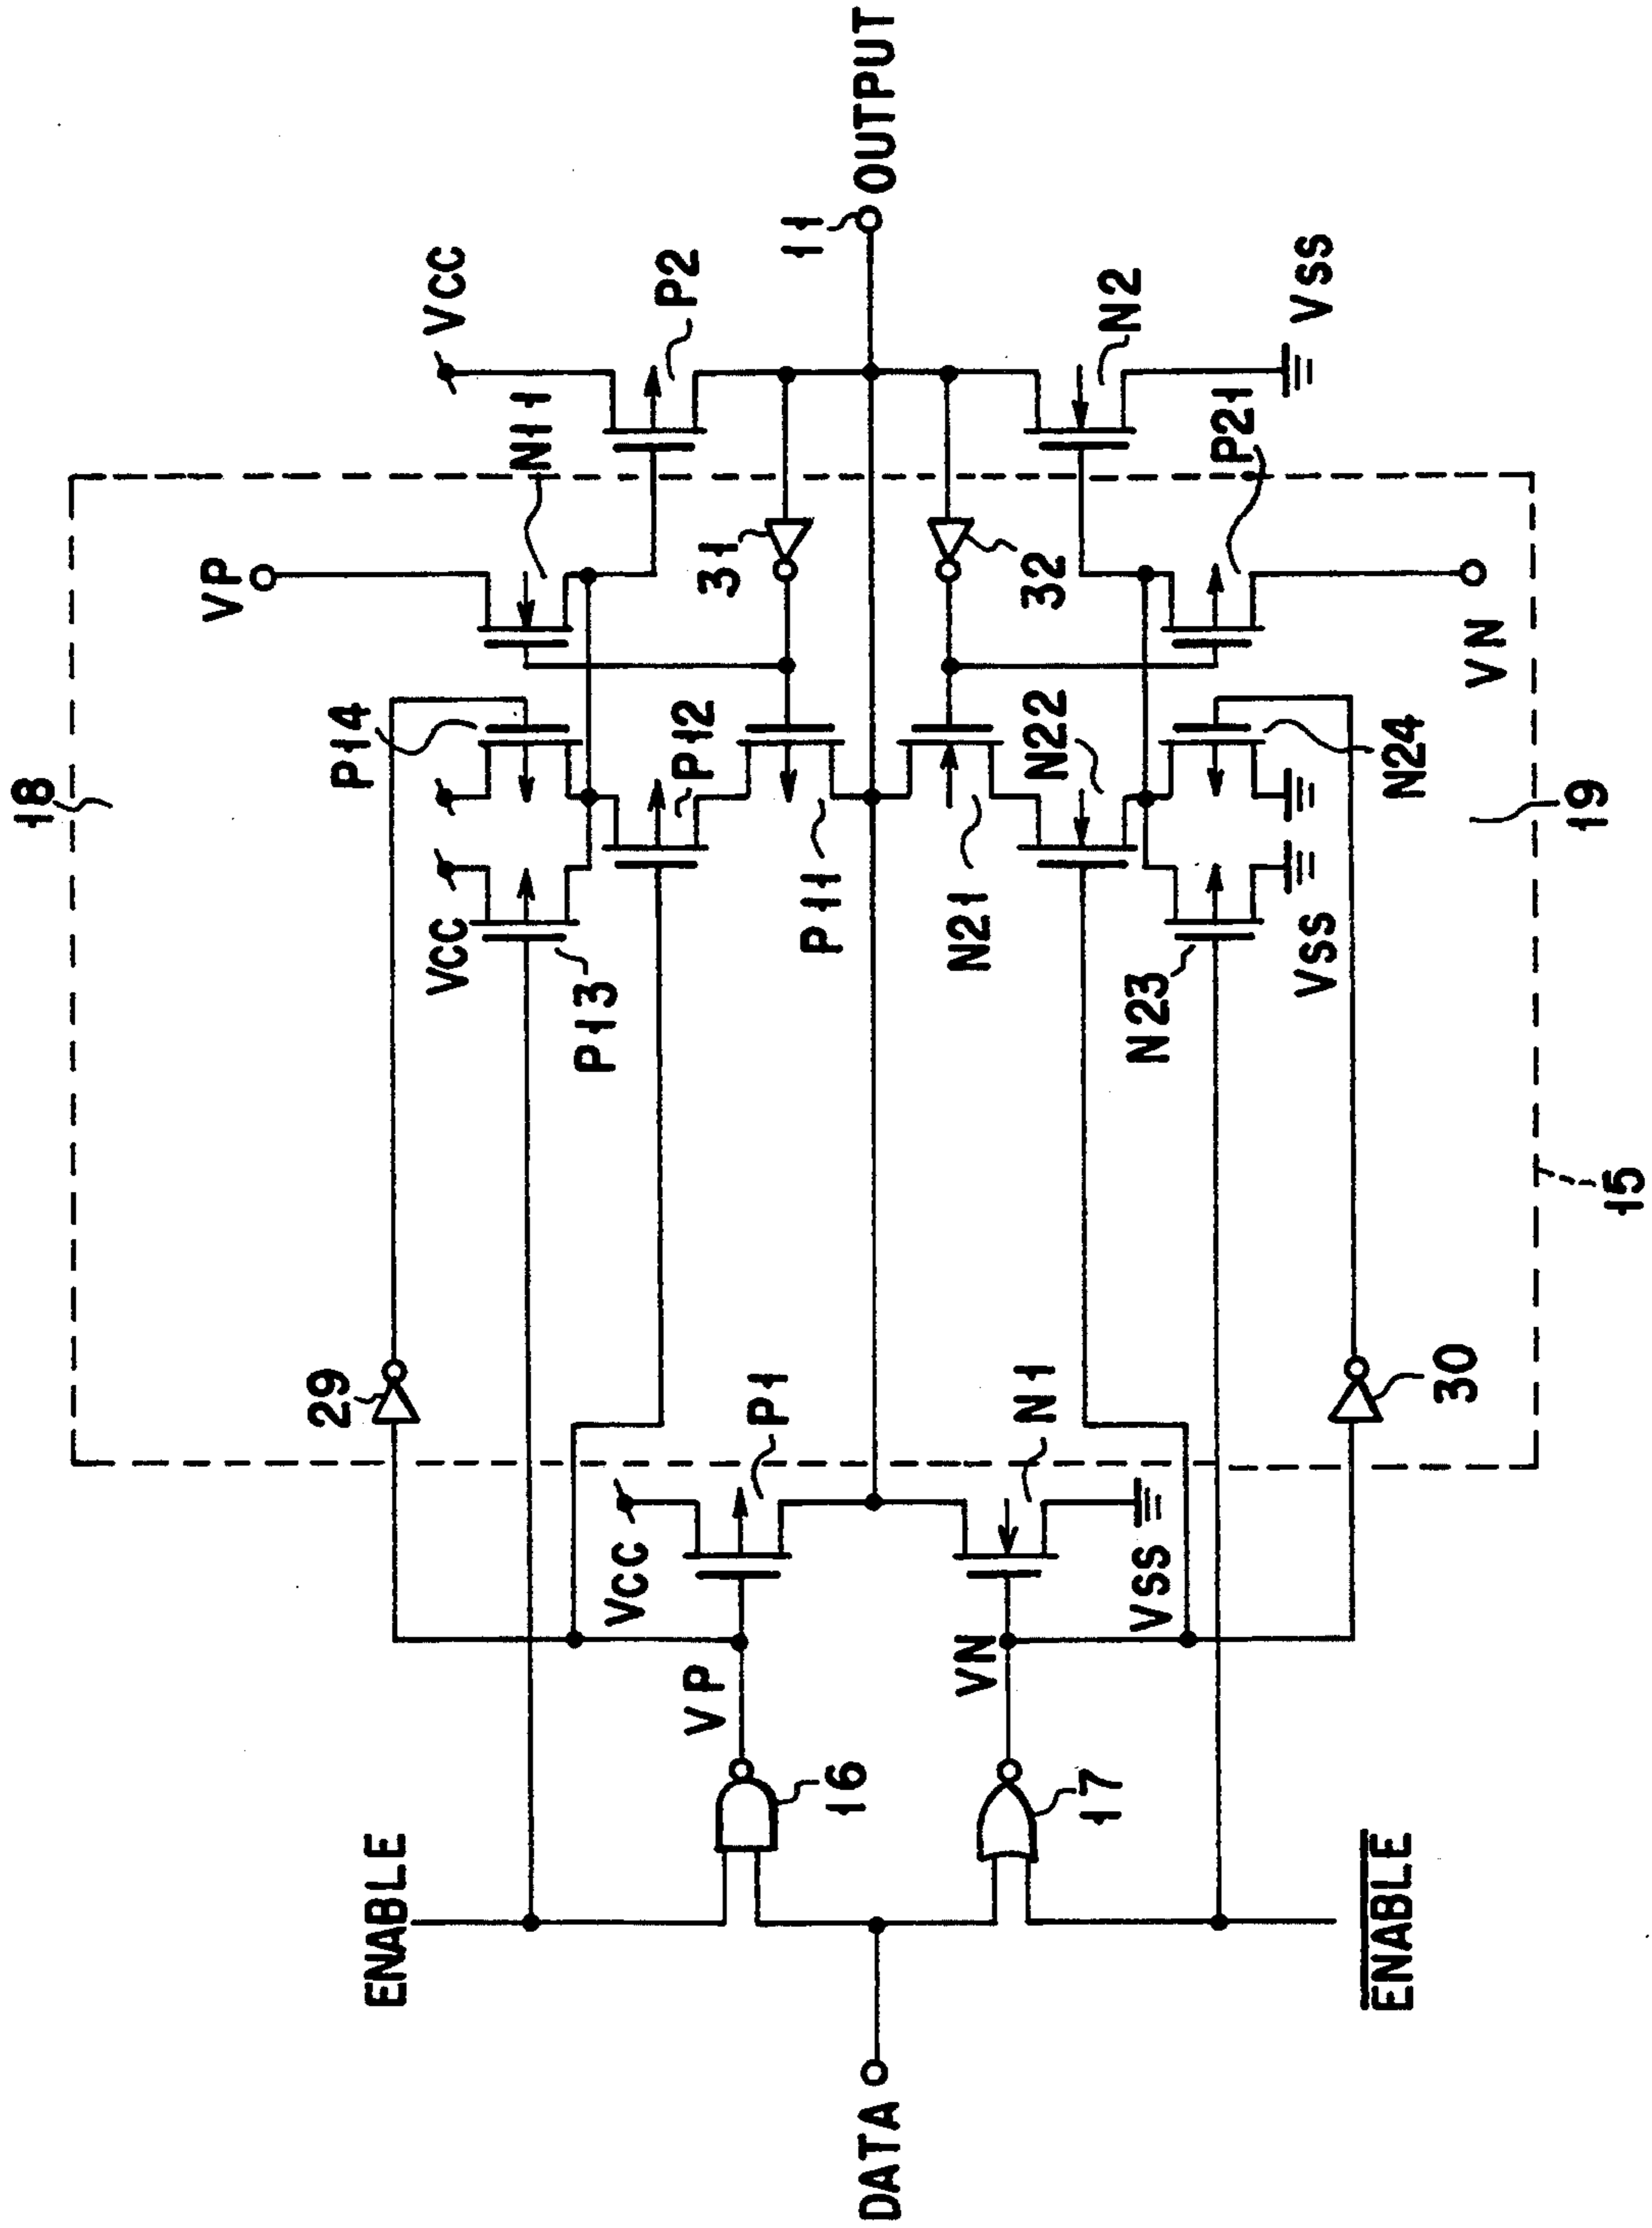 18
VP
N11
VCC
P14
P2
VCC
P12
31
P13
P11
11
OUTPUT
29
VCC
P1
ENABLE
VP
16
DATA
N21
N22
32
N2
VSS
P21
N23
N24
VN
VSS
19
N1
VN
VSS
17
30
15
ENABLE